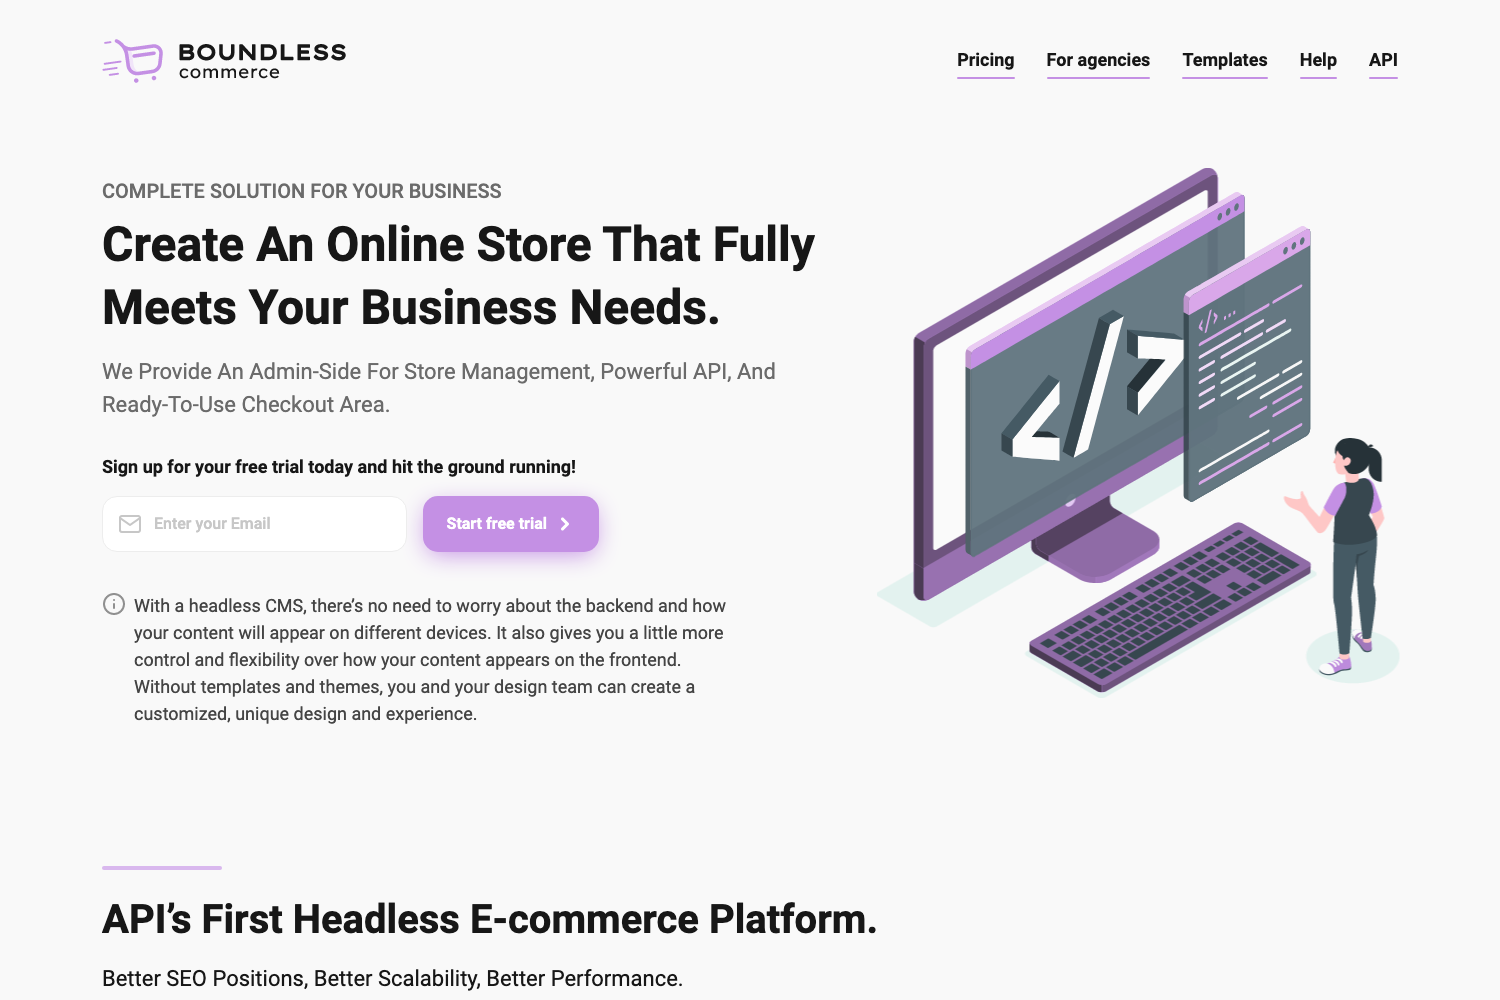 BOUNDLESS
commerce
Pricing
For agencies
Templates
Help
API
COMPLETE SOLUTION FOR YOUR BUSINESS
Create An Online Store That Fully
Meets Your Business Needs.
We Provide An Admin-Side For Store Management, Powerful API, And
Ready-To-Use Checkout Area.
Sign up for your free trial today and hit the ground running!
Enter your Email
Start free trial
With a headless CMS, there’s no need to worry about the backend and how
your content will appear on different devices. It also gives you a little more
control and flexibility over how your content appears on the frontend.
Without templates and themes, you and your design team can create a
customized, unique design and experience.
</>
</> ...
API’s First Headless E-commerce Platform.
Better SEO Positions, Better Scalability, Better Performance.